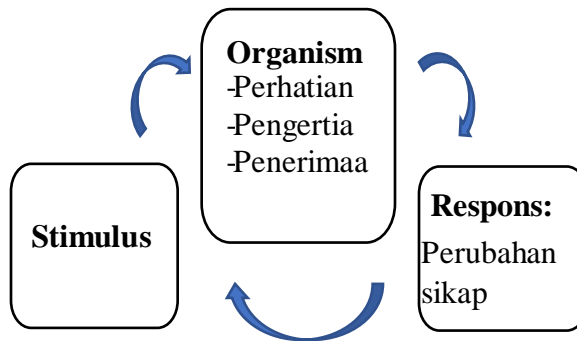 Stimulus
Organism
-Perhatian
-Pengertia
-Penerimaa
Respons:
Perubahan
sikap